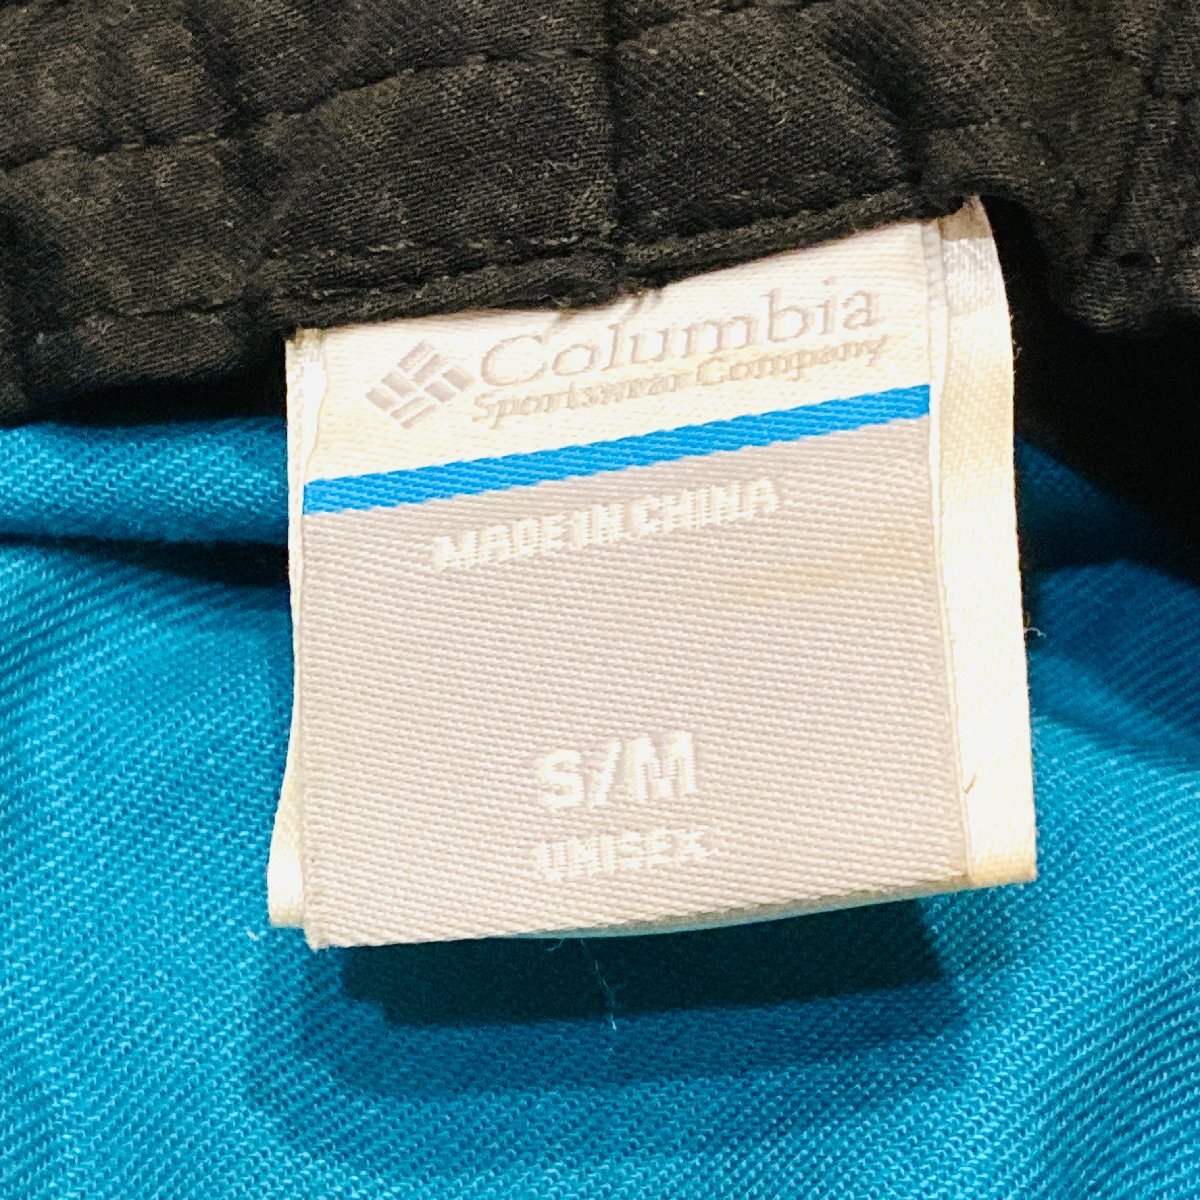 Columbia
Sportswear Company
MADE IN CHINA
S/M
UNISEX